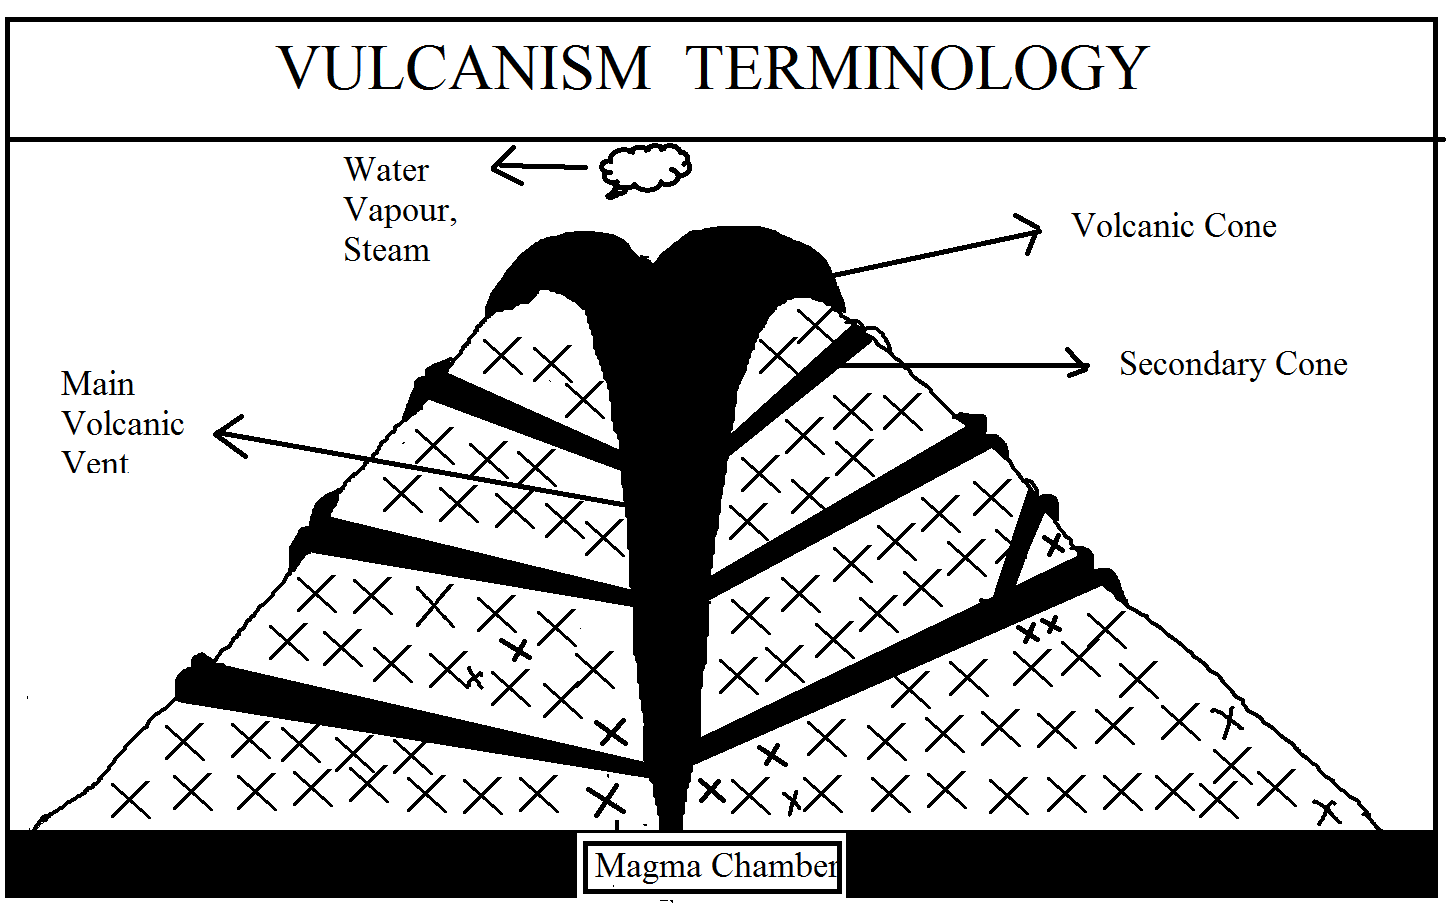 VULCANISM TERMINOLOGY
Water
Vapour,
Steam
Volcanic Cone
Secondary Cone
Main
Volcanic
Vent
Magma Chamber